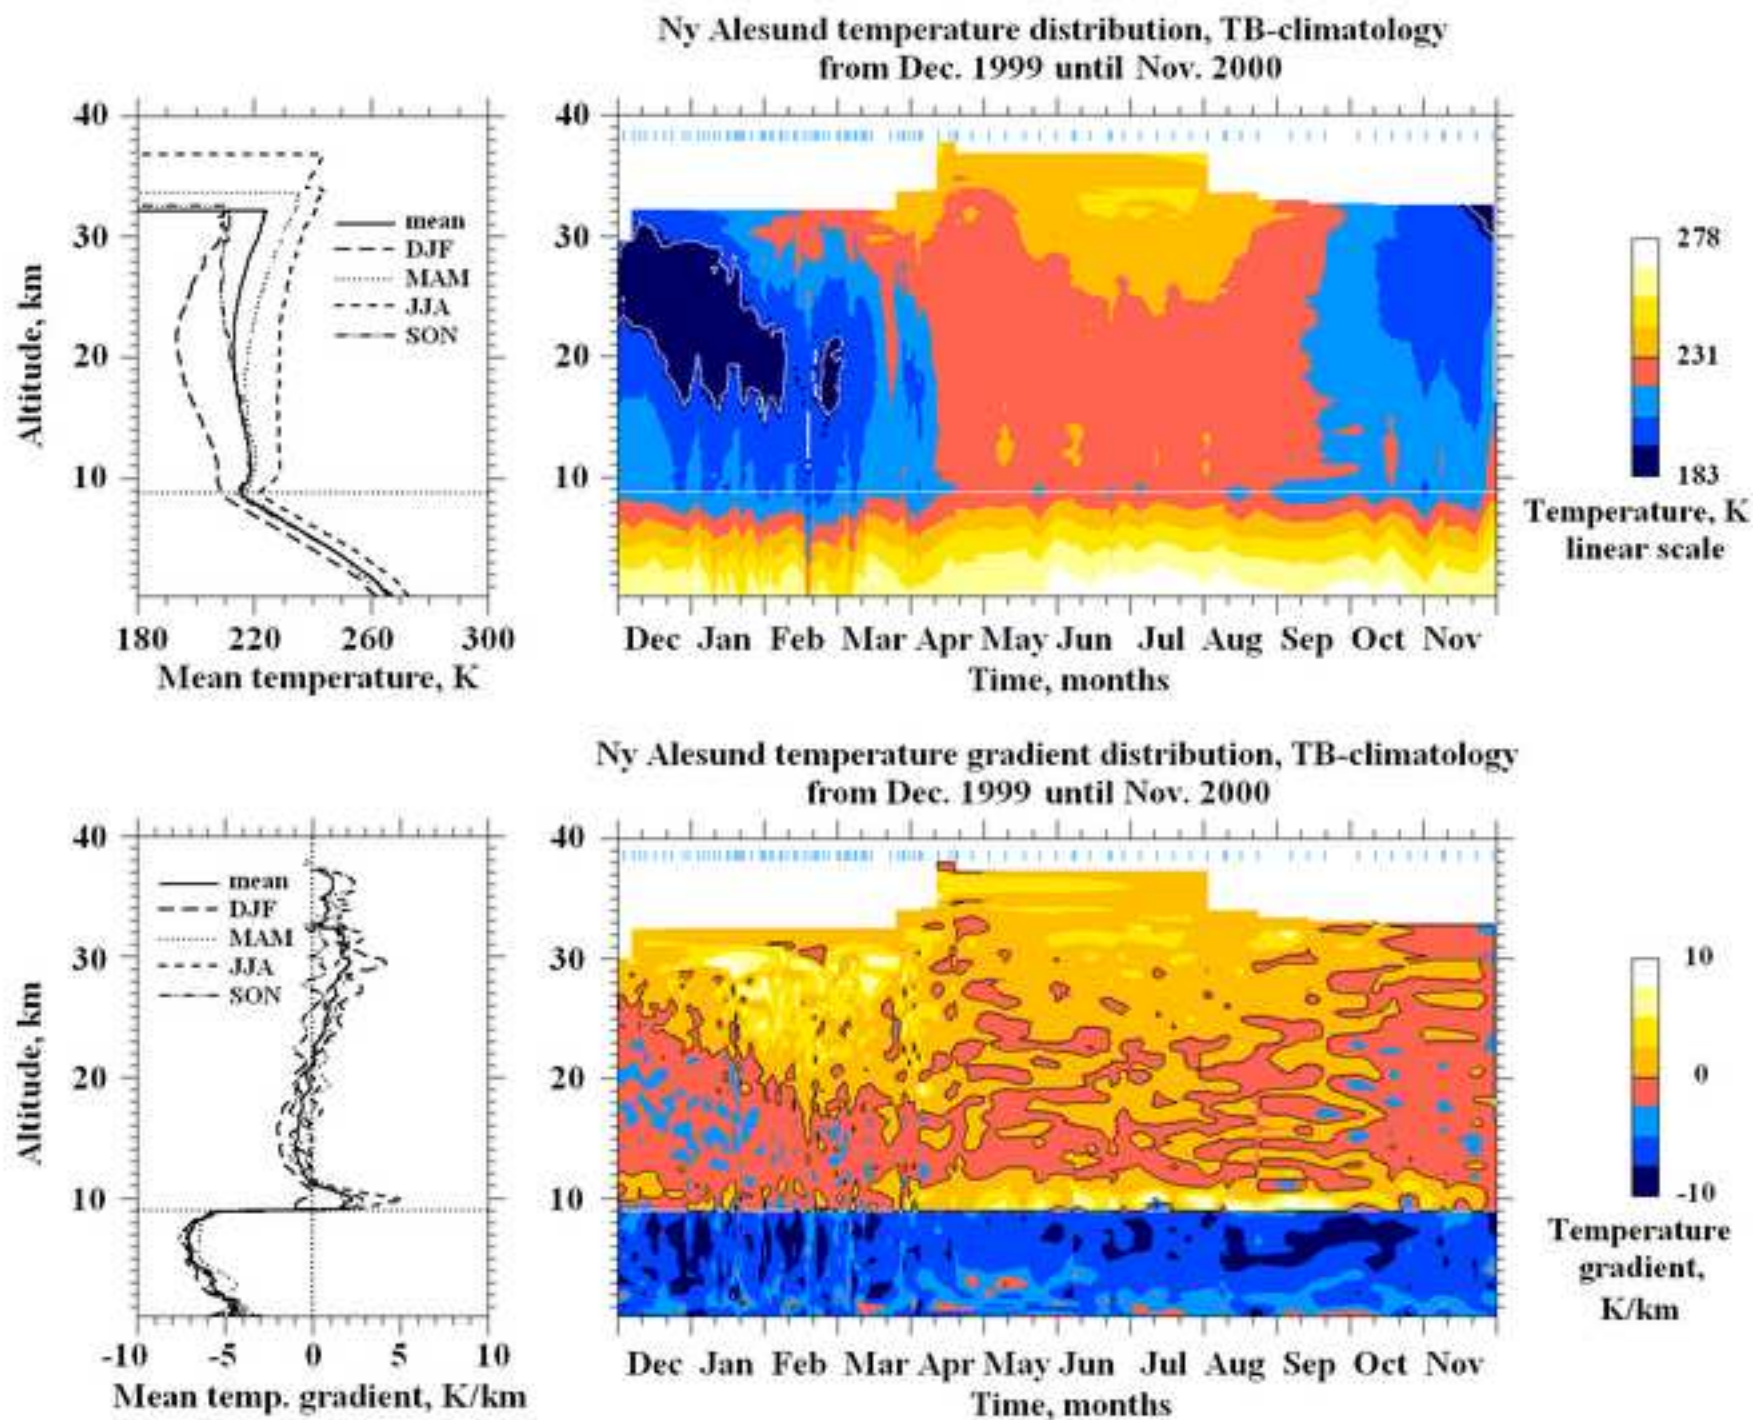 Ny Alesund temperature distribution, TB-climatology
from Dec. 1999 until Nov. 2000
40
30
20
10
Altitude, km
mean
DJF
MAM
JJA
SON
180 220 260 300
Mean temperature, K
40
30
20
10
Dec Jan Feb Mar Apr May Jun Jul Aug Sep Oct Nov
Time, months
278
231
183
Temperature, K
linear scale
Ny Alesund temperature gradient distribution, TB-climatology
from Dec. 1999 until Nov. 2000
40
30
20
10
Altitude, km
mean
DJF
MAM
JJA
SON
-10 -5 0 5 10
Mean temp. gradient, K/km
40
30
20
10
Dec Jan Feb Mar Apr May Jun Jul Aug Sep Oct Nov
Time, months
10
0
-10
Temperature
gradient,
K/km